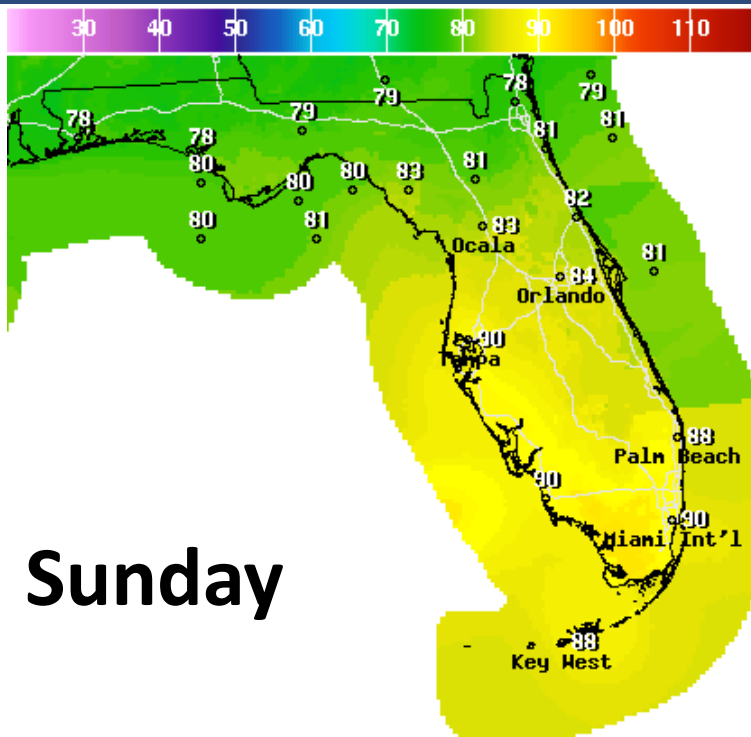 30 40 50 60 70 80 90 100 110
79 78 79
78 79 81
78 81
80 80 83 81
80 82
80 81 83
Ocala 81
84
Orlando
90
Tampa
88
Palm Beach
90
90
Miami Int'l
Sunday
88
Key West